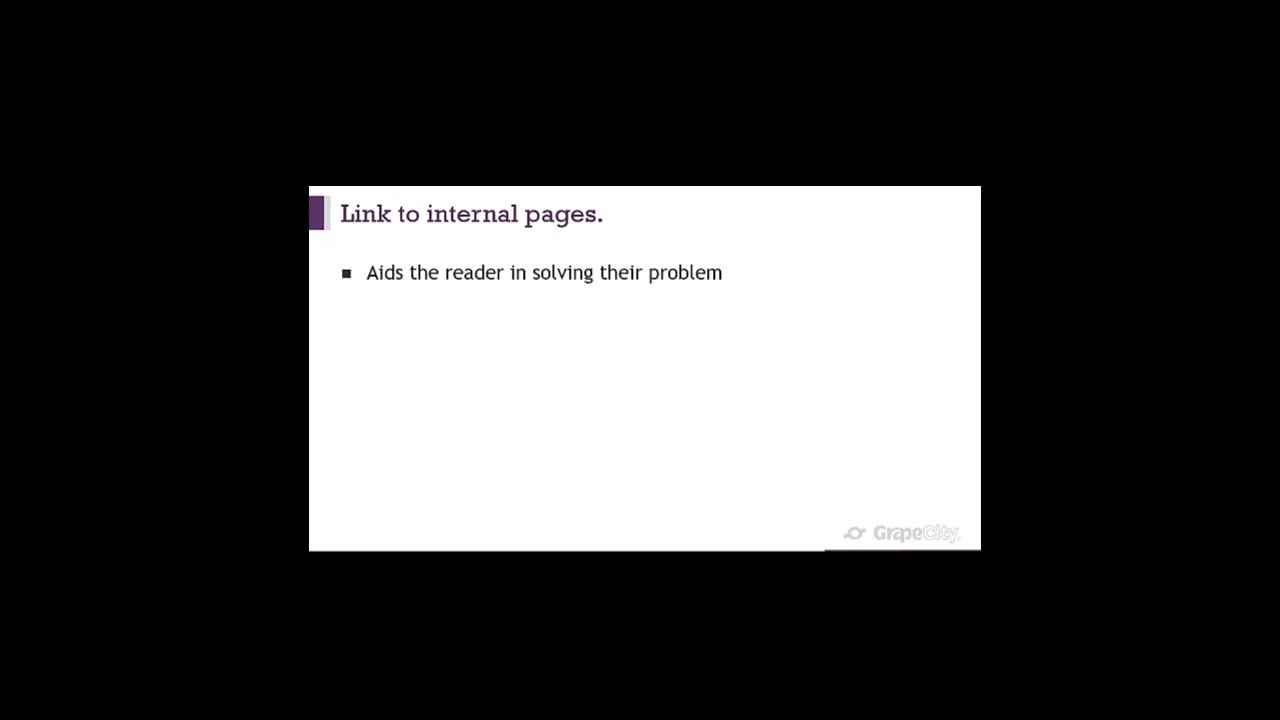 Link to internal pages.
Aids the reader in solving their problem
GrapeCity